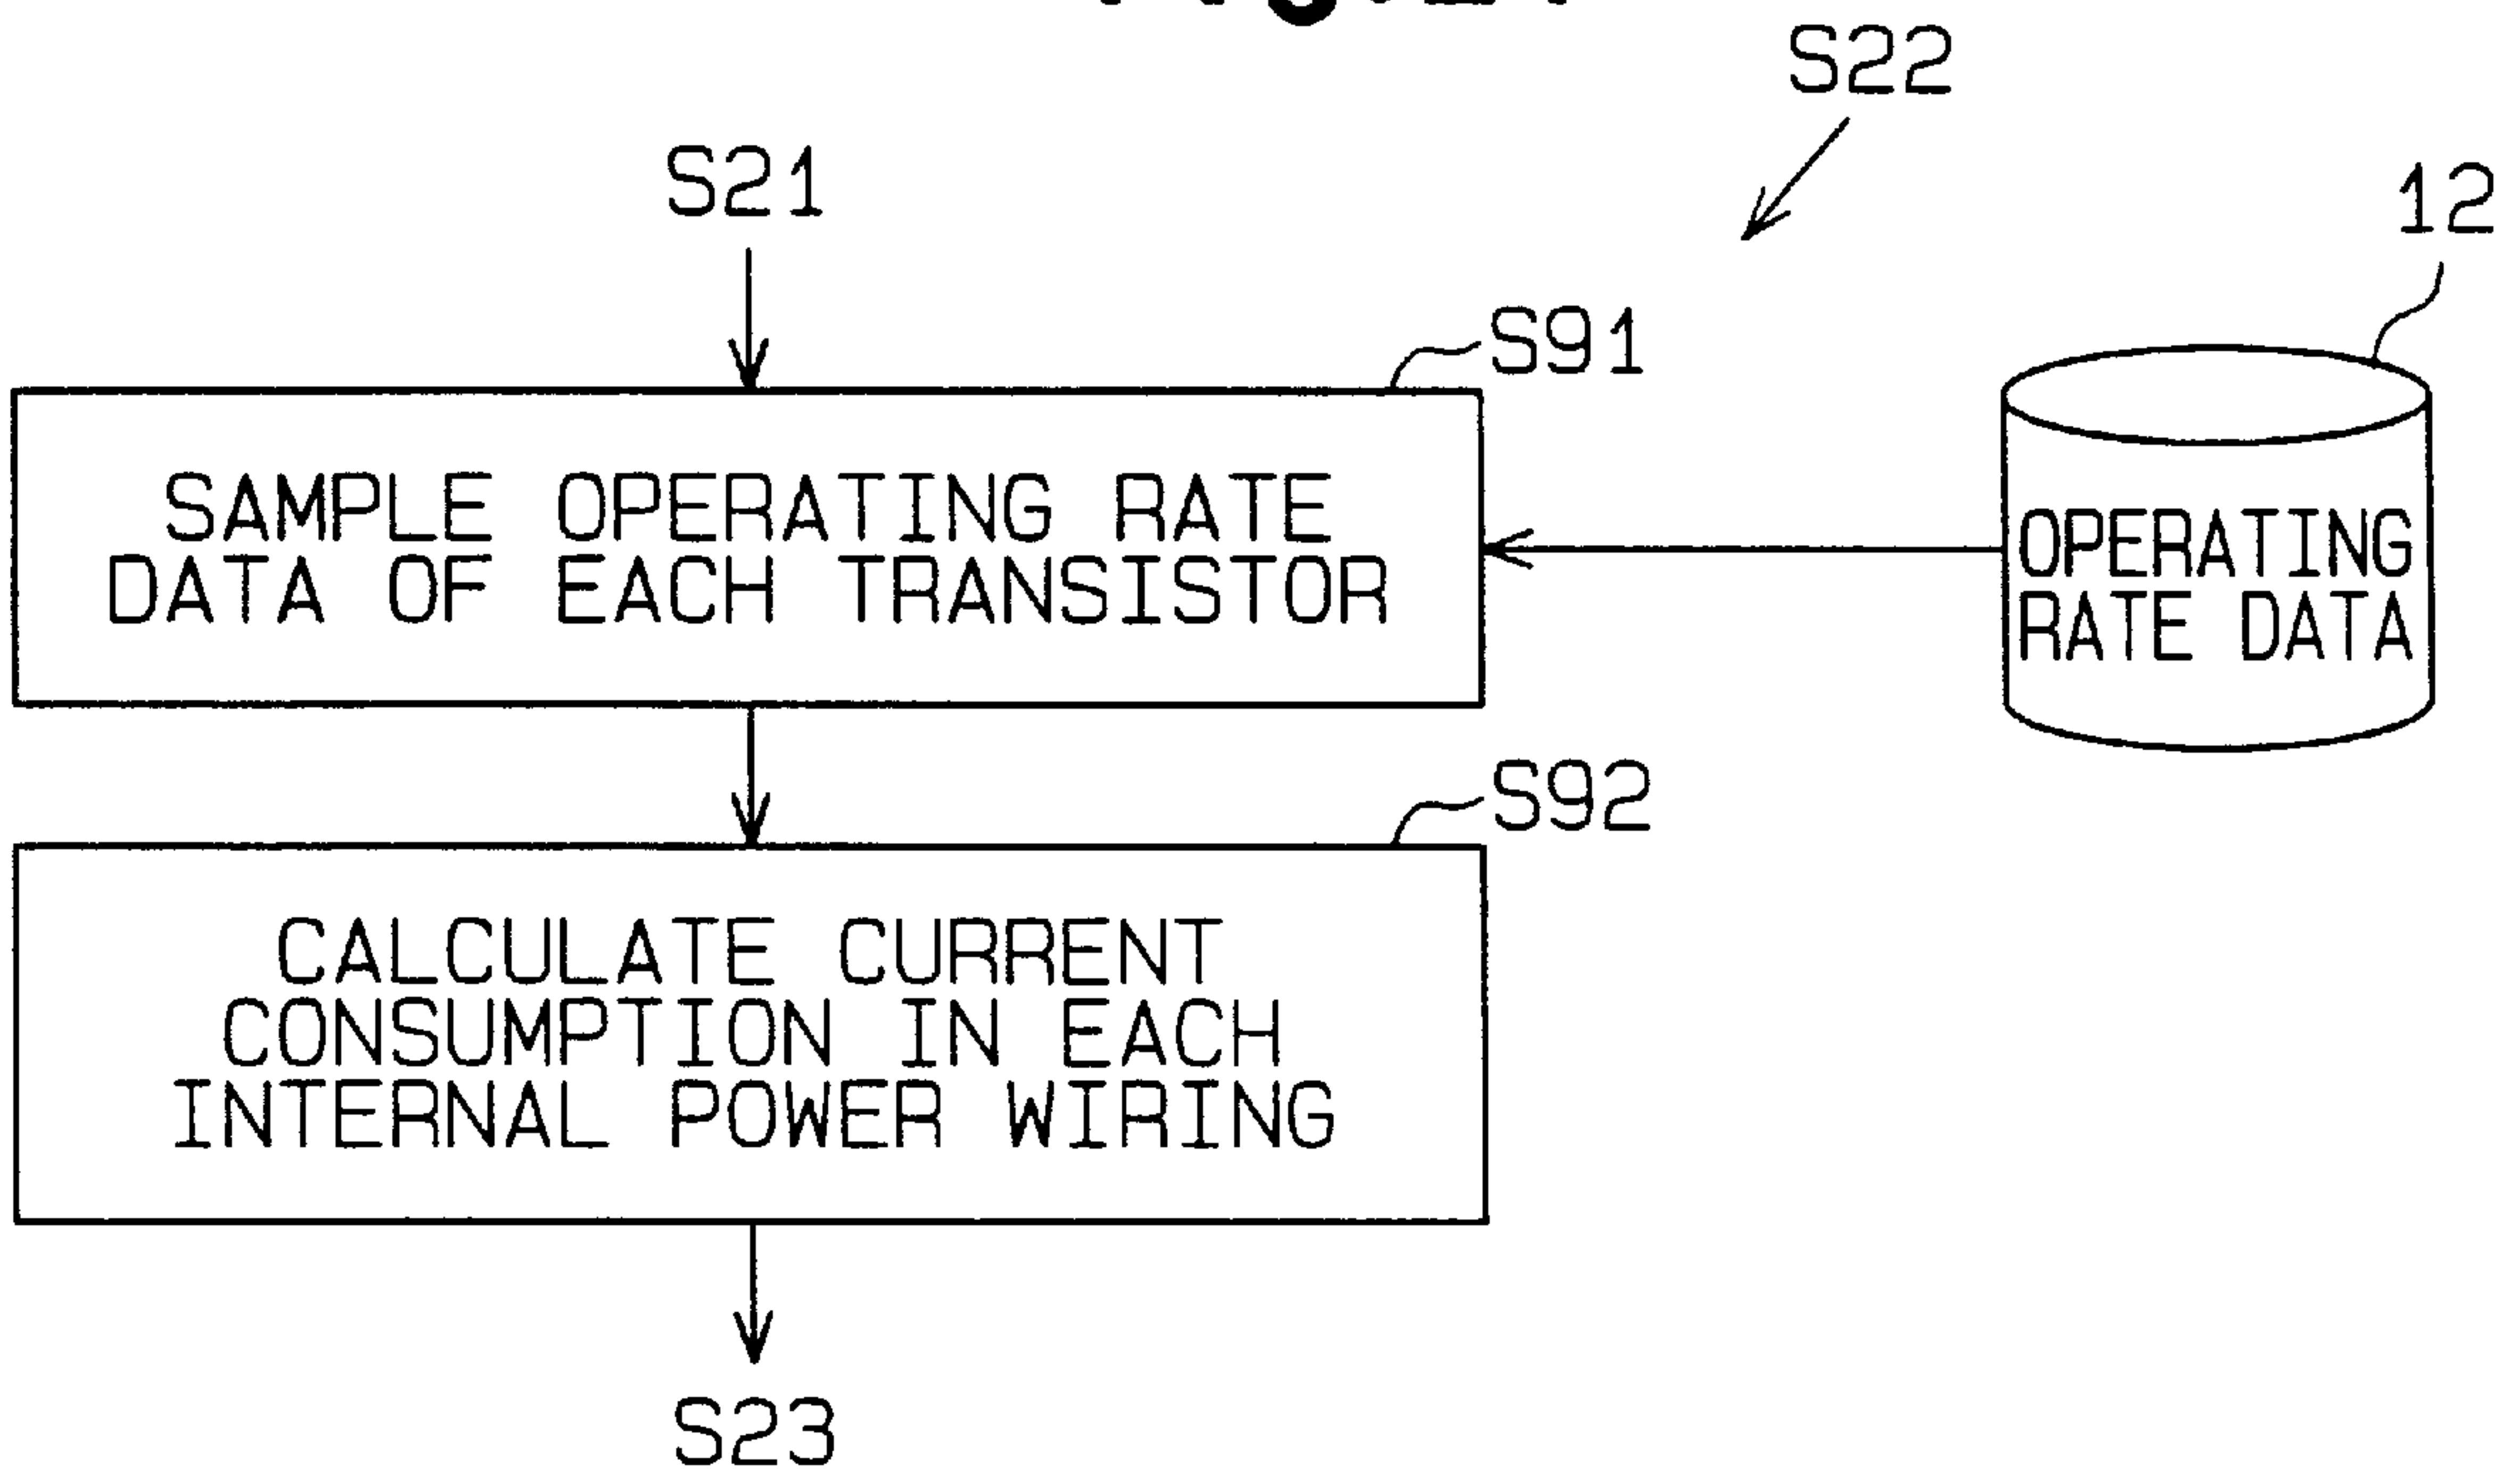 S22
S21
12
S91
SAMPLE OPERATING RATE
DATA OF EACH TRANSISTOR
OPERATING
RATE DATA
S92
CALCULATE CURRENT
CONSUMPTION IN EACH
INTERNAL POWER WIRING
S23